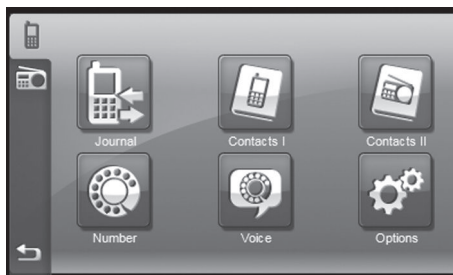 Journal
Contacts I
Contacts II
Number
Voice
Options